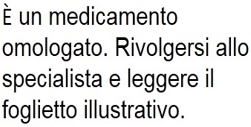 È un medicamento
omologato. Rivolgersi allo
specialista e leggere il
foglietto illustrativo.